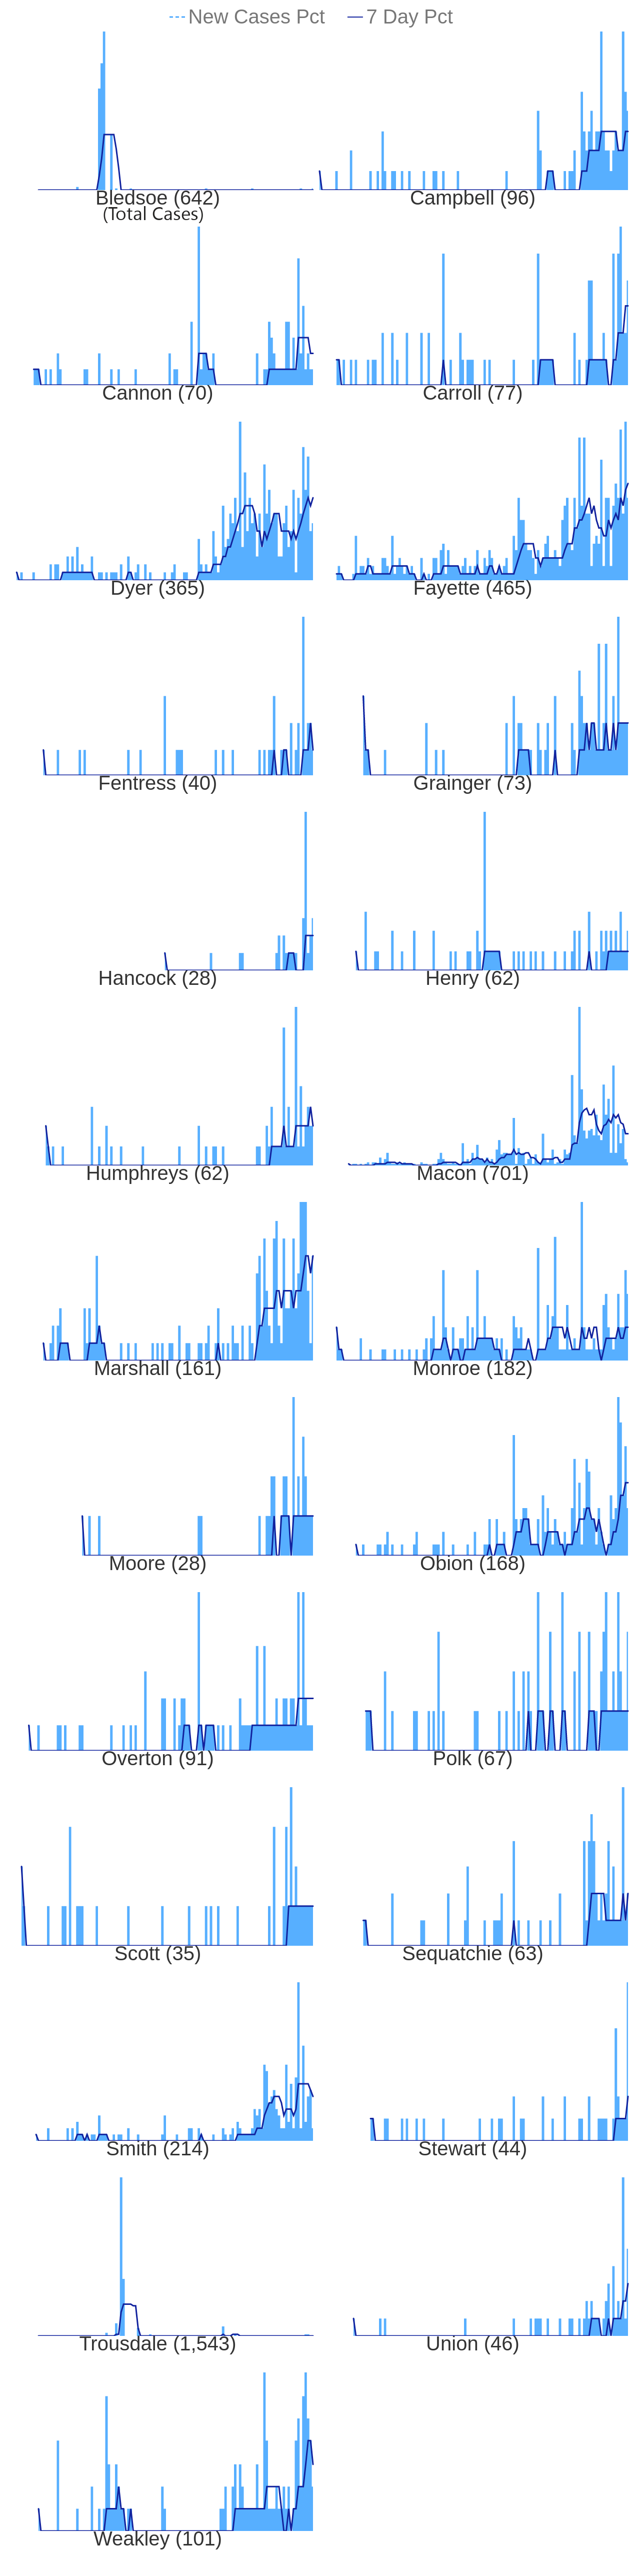 New Cases Pct 7 Day Pct
Bledsoe (642) Campbell (96)
(Total Cases)
Cannon (70) Carroll (77)
Dyer (365) Fayette (465)
Fentress (40) Grainger (73)
Hancock (28) Henry (62)
Humphreys (62) Macon (701)
Marshall (161) Monroe (182)
Moore (28) Obion (168)
Overton (91) Polk (67)
Scott (35) Sequatchie (63)
Smith (214) Stewart (44)
Trousdale (1,543) Union (46)
Weakley (101)